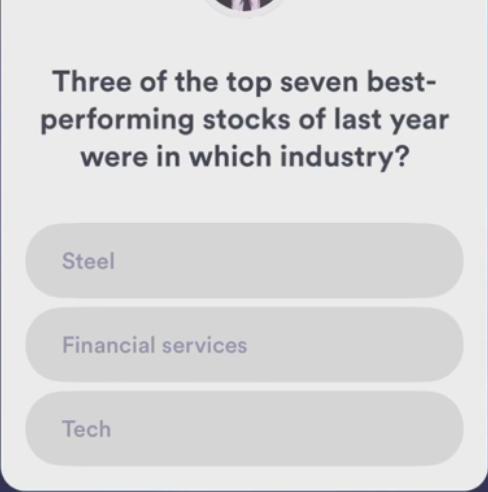 Three of the top seven best-
performing stocks of last year
were in which industry?
Steel
Financial services
Tech